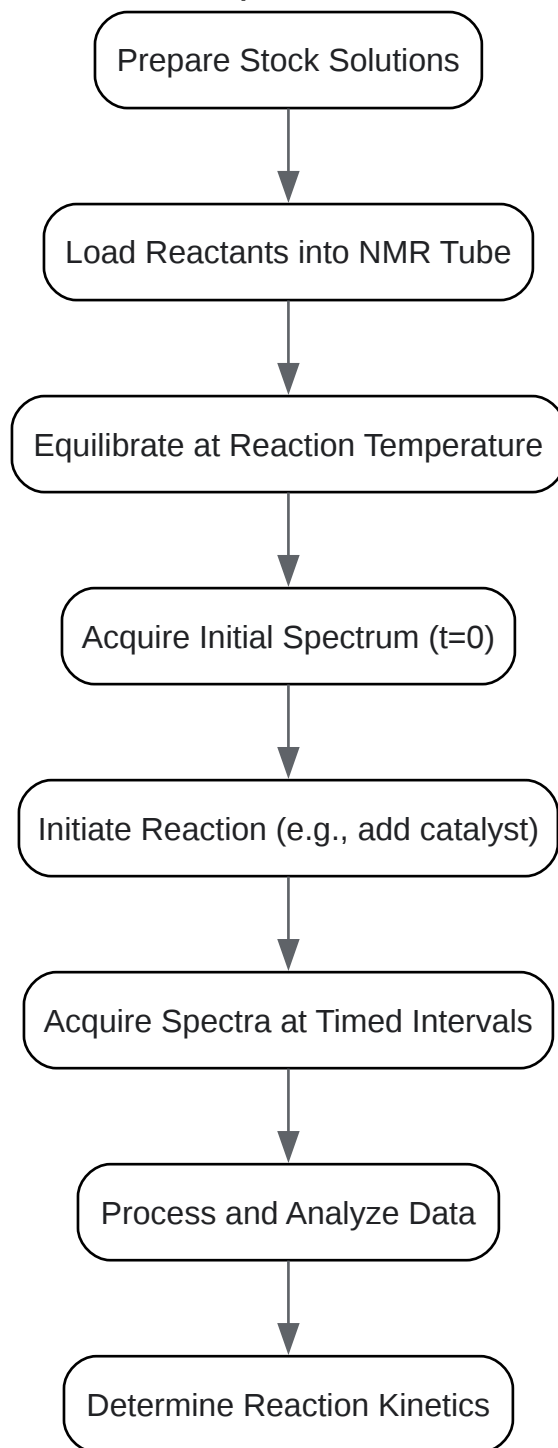 Prepare Stock Solutions
Load Reactants into NMR Tube
Equilibrate at Reaction Temperature
Acquire Initial Spectrum (t=0)
Initiate Reaction (e.g., add catalyst)
Acquire Spectra at Timed Intervals
Process and Analyze Data
Determine Reaction Kinetics